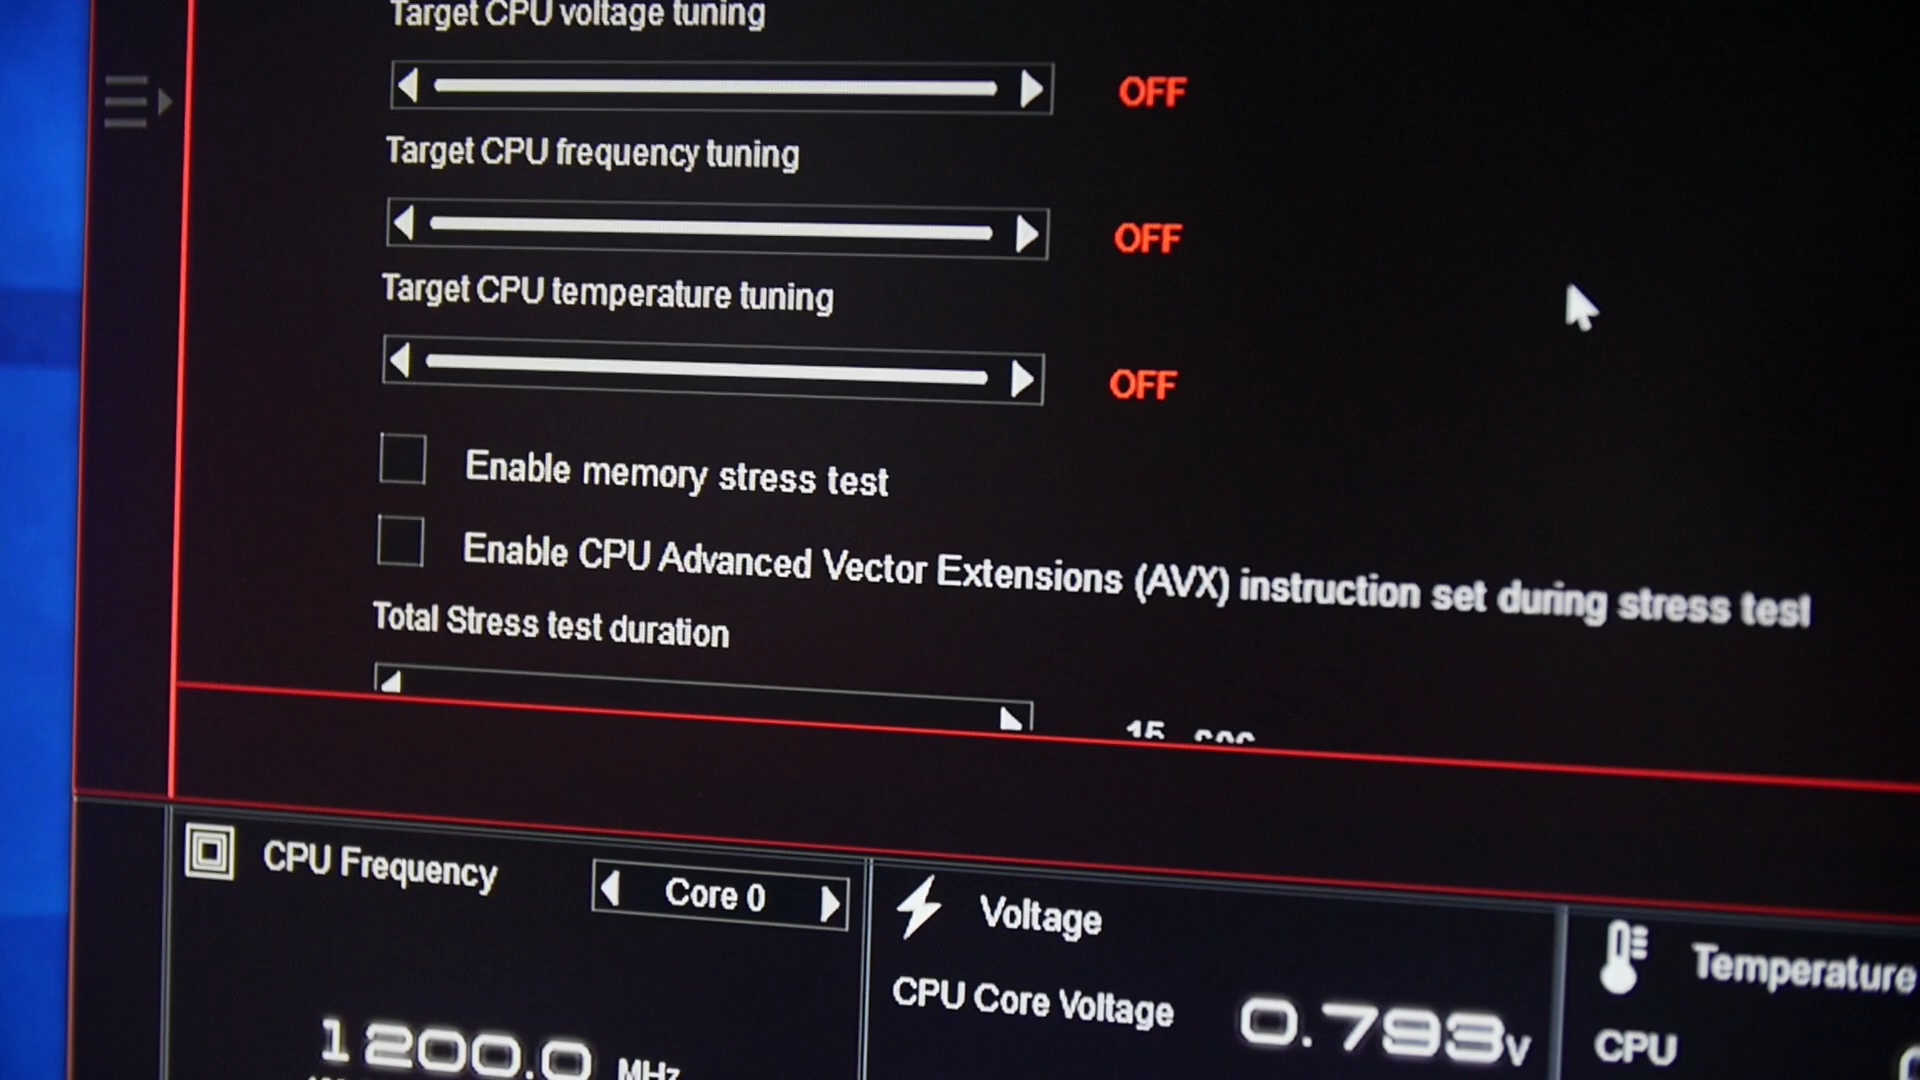 Target CPU voltage tuning
OFF
Target CPU frequency tuning
OFF
Target CPU temperature tuning
OFF
Enable memory stress test
Enable CPU Advanced Vector Extensions (AVX) instruction set during stress test
Total Stress test duration
15
CPU Frequency
Core 0
Voltage
Temperature
CPU Core Voltage
0.793V
CPU
1200.0 MHz